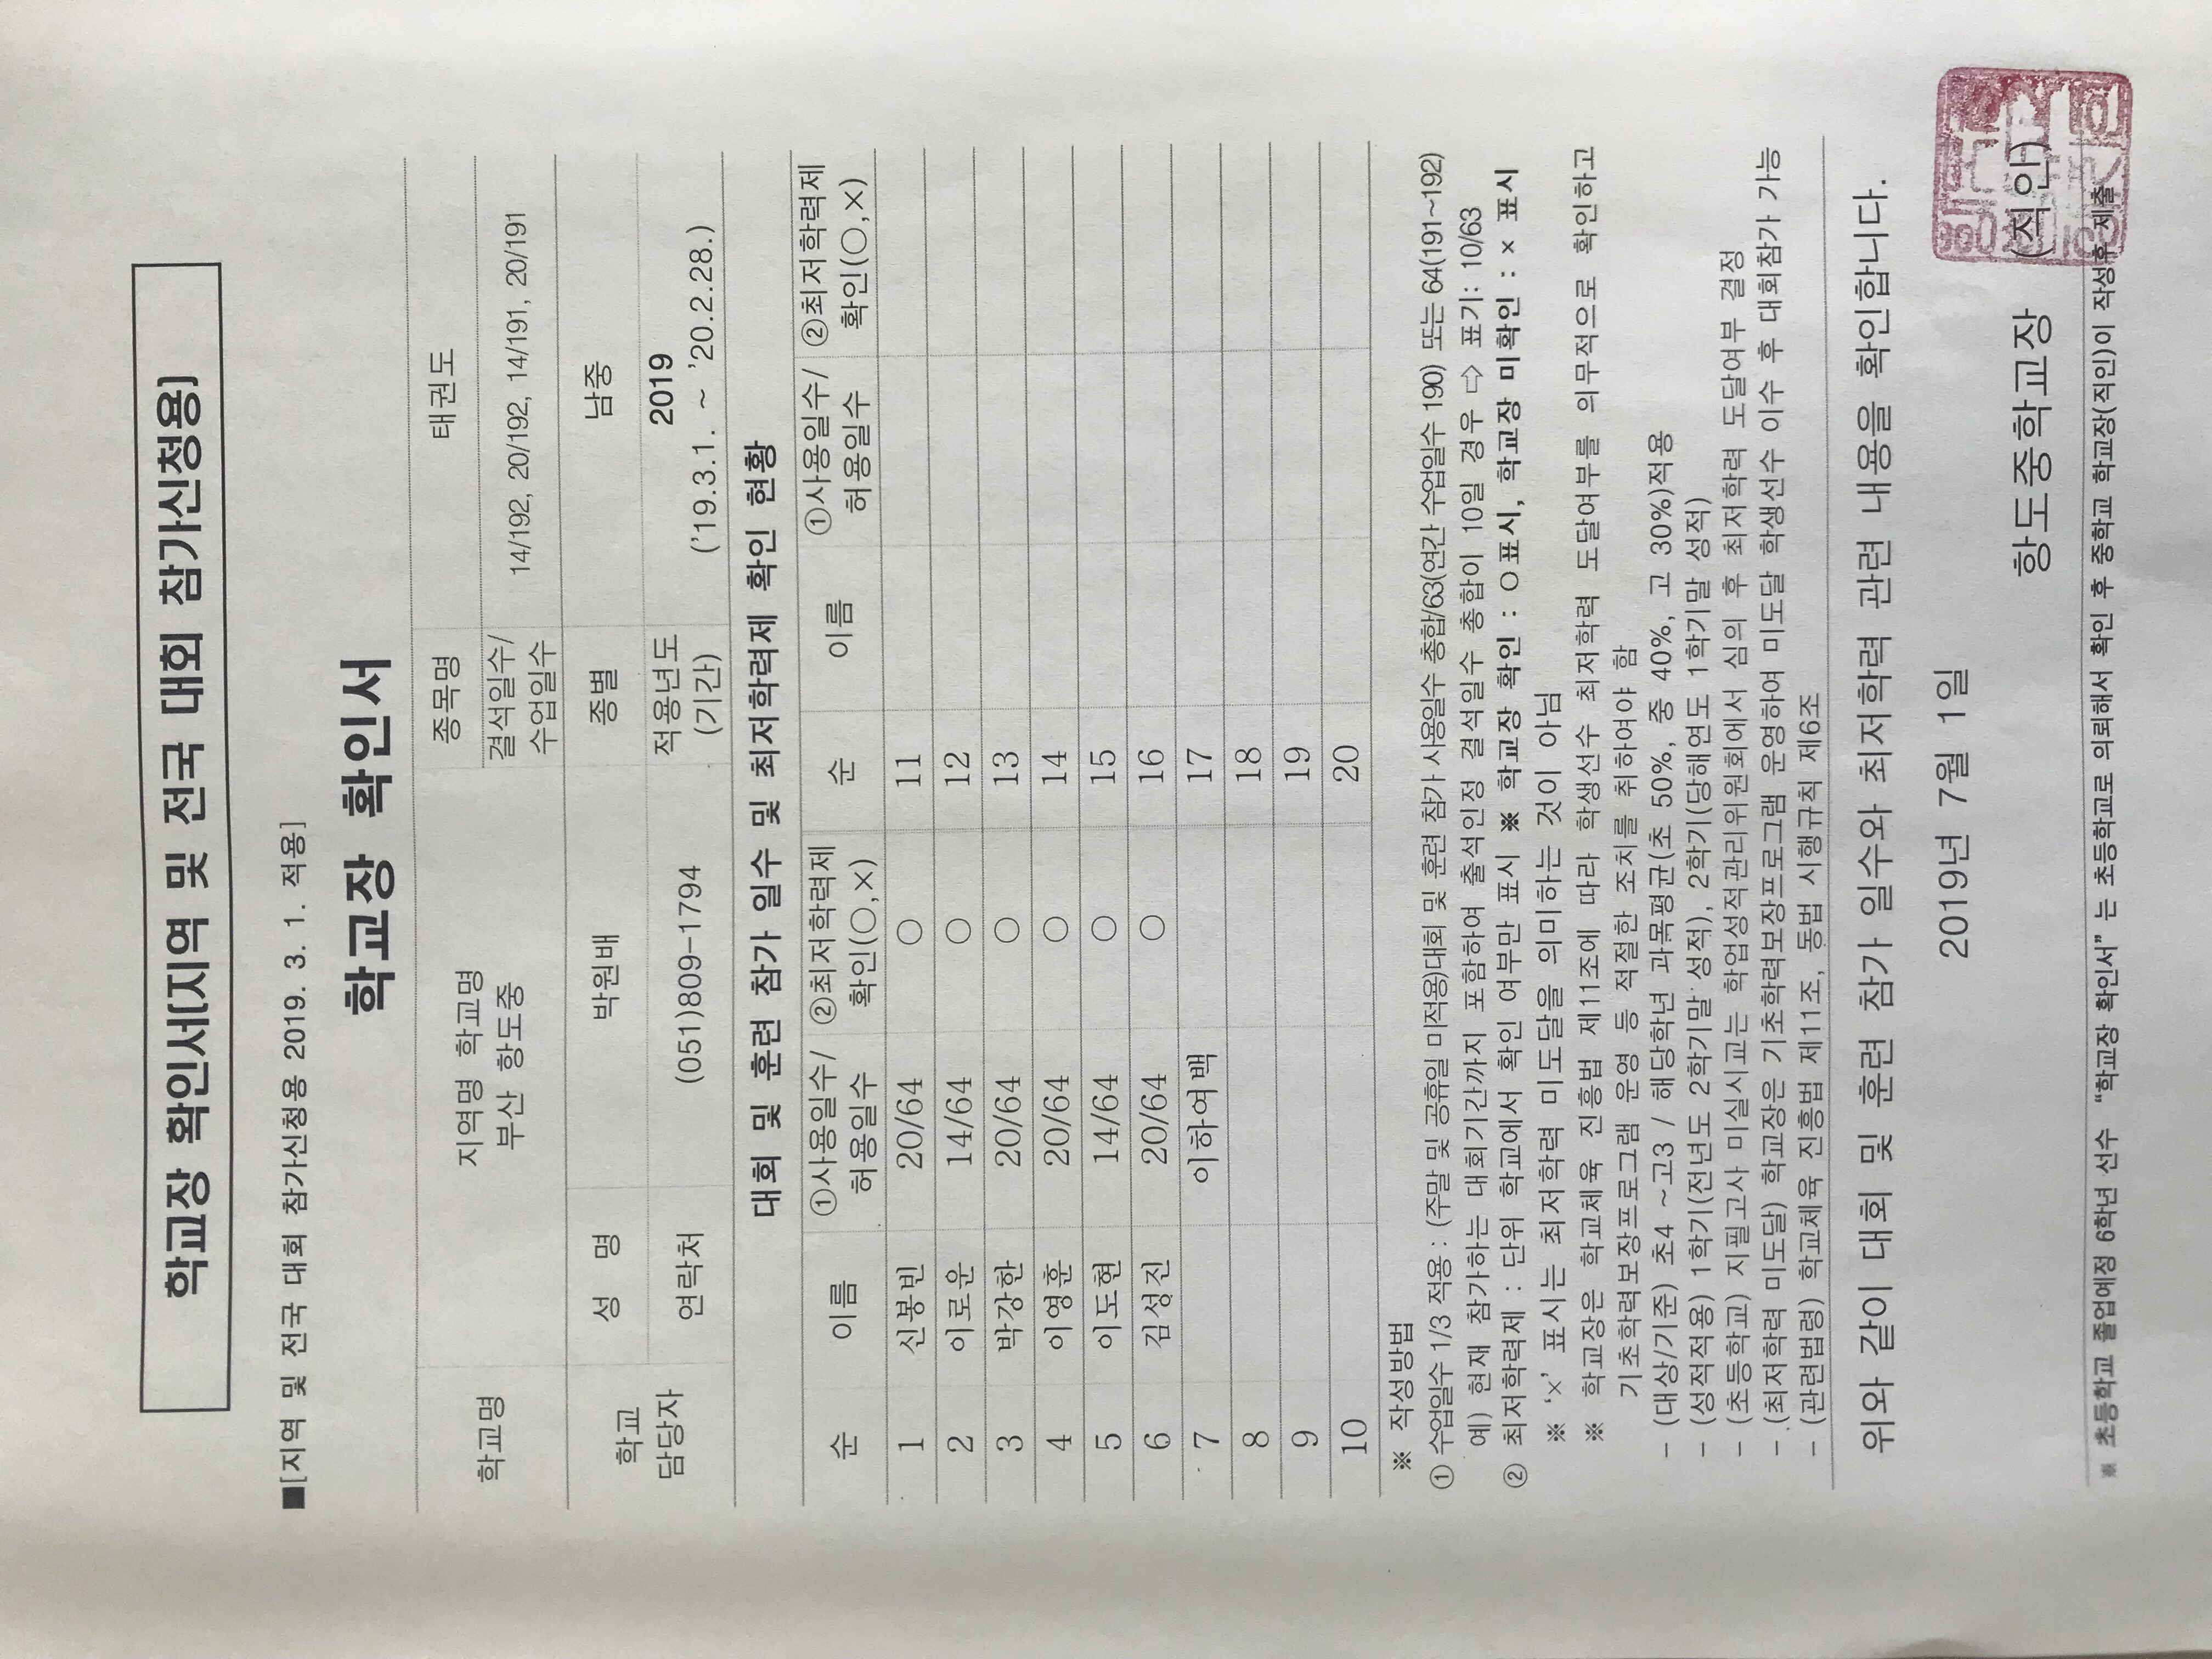 학교장 확인서(지역 및 전국 대회 참가신청용)
■[지역 및 전국 대회 참가신청용 2019. 3. 1. 적용]
학교장 확인서
학교명
지역명 학교명
부산 항도중
종목명
태권도
결석일수/
수업일수
14/192, 20/192, 14/191, 20/191
학교
담당자
성 명
박원배
종별
남중
연락처
(051)809-1794
적용년도
(기간)
2019
('19.3.1. ~ '20.2.28.)
대회 및 훈련 참가 일수 및 최저학력제 확인 현황
순 이름 ①사용일수/ 허용일수 ②최저학력제 확인(○,×) 순 이름 ①사용일수/ 허용일수 ②최저학력제 확인(○,×)
1 신봉빈 20/64 ○ 11
2 이로운 14/64 ○ 12
3 박강한 20/64 ○ 13
4 이영훈 20/64 ○ 14
5 이도현 14/64 ○ 15
6 김성진 20/64 ○ 16
7 이하여백 17
8 18
9 19
10 20
※ 작성방법
① 수업일수 1/3 적용 : (주말 및 공휴일 미적용)대회 및 훈련 참가 사용일수 총합/63(연간 수업일수 190) 또는 64(191~192)
예) 현재 참가하는 대회기간까지 포함하여 출석인정 결석일수 총합이 10일 경우 ⇨ 표기: 10/63
② 최저학력제 : 단위 학교에서 확인 여부만 표시 ※ 학교장 확인 : ○표시, 학교장 미확인 : × 표시
※ '×' 표시는 최저학력 미도달을 의미하는 것이 아님
※ 학교장은 학교체육 진흥법 제11조에 따라 학생선수 최저학력 도달여부를 의무적으로 확인하고
기초학력보장프로그램 운영 등 적절한 조치를 취하여야 함
- (대상/기준) 초4 ~고3 / 해당학년 과목평균(초 50%, 중 40%, 고 30%)적용
- (성적적용) 1학기(전년도 2학기말 성적), 2학기(당해연도 1학기말 성적)
- (초등학교) 지필고사 미실시교는 학업성적관리위원회에서 심의 후 최저학력 도달여부 결정
- (최저학력 미도달) 학교장은 기초학력보장프로그램 운영하여 미도달 학생선수 이수 후 대회참가 가능
- (관련법령) 학교체육 진흥법 제11조, 동법 시행규칙 제6조
위와 같이 대회 및 훈련 참가 일수와 최저학력 관련 내용을 확인합니다.
2019년 7월 1일
항도중학교장 (직인)
※ 초등학교 졸업예정 6학년 선수 “학교장 확인서” 는 초등학교로 의뢰해서 확인 후 중학교 학교장(직인)이 작성후 제출